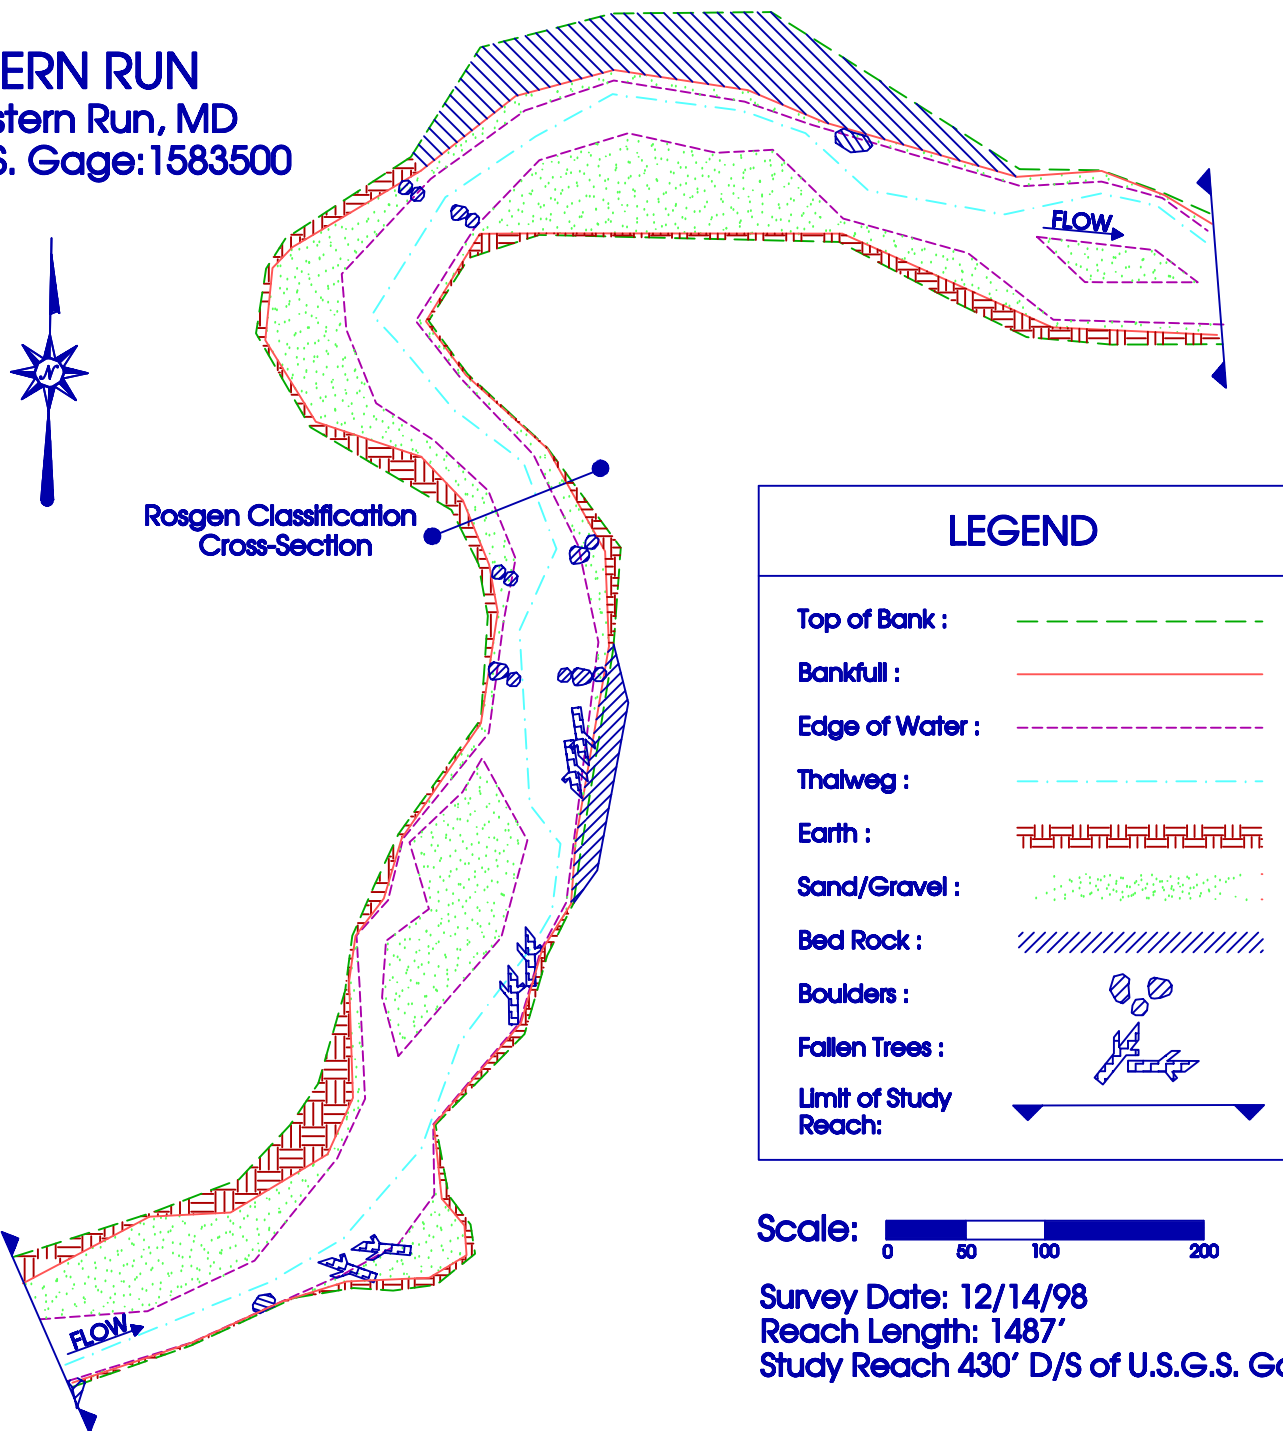 ERN RUN
stern Run, MD
S. Gage: 1583500
FLOW
N
Rosgen Classification
Cross-Section
LEGEND
Top of Bank :
Bankfull :
Edge of Water :
Thalweg :
Earth :
Sand/Gravel :
Bed Rock :
Boulders :
Fallen Trees :
Limit of Study
Reach:
Scale:
0 50 100 200
FLOW
Survey Date: 12/14/98
Reach Length: 1487'
Study Reach 430' D/S of U.S.G.S. Ga